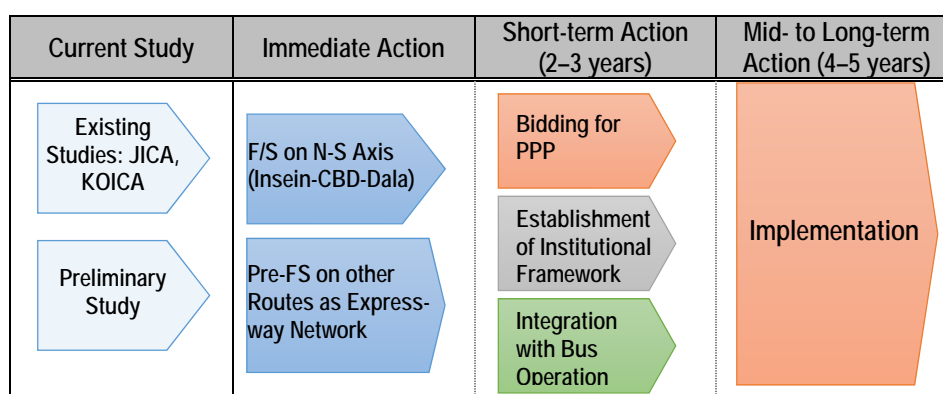 Current Study
Immediate Action
Short-term Action
(2–3 years)
Mid- to Long-term
Action (4–5 years)
Existing
Studies: JICA,
KOICA
Preliminary
Study
F/S on N-S Axis
(Insein-CBD-Dala)
Pre-FS on other
Routes as Express-
way Network
Bidding for
PPP
Establishment
of Institutional
Framework
Integration
with Bus
Operation
Implementation